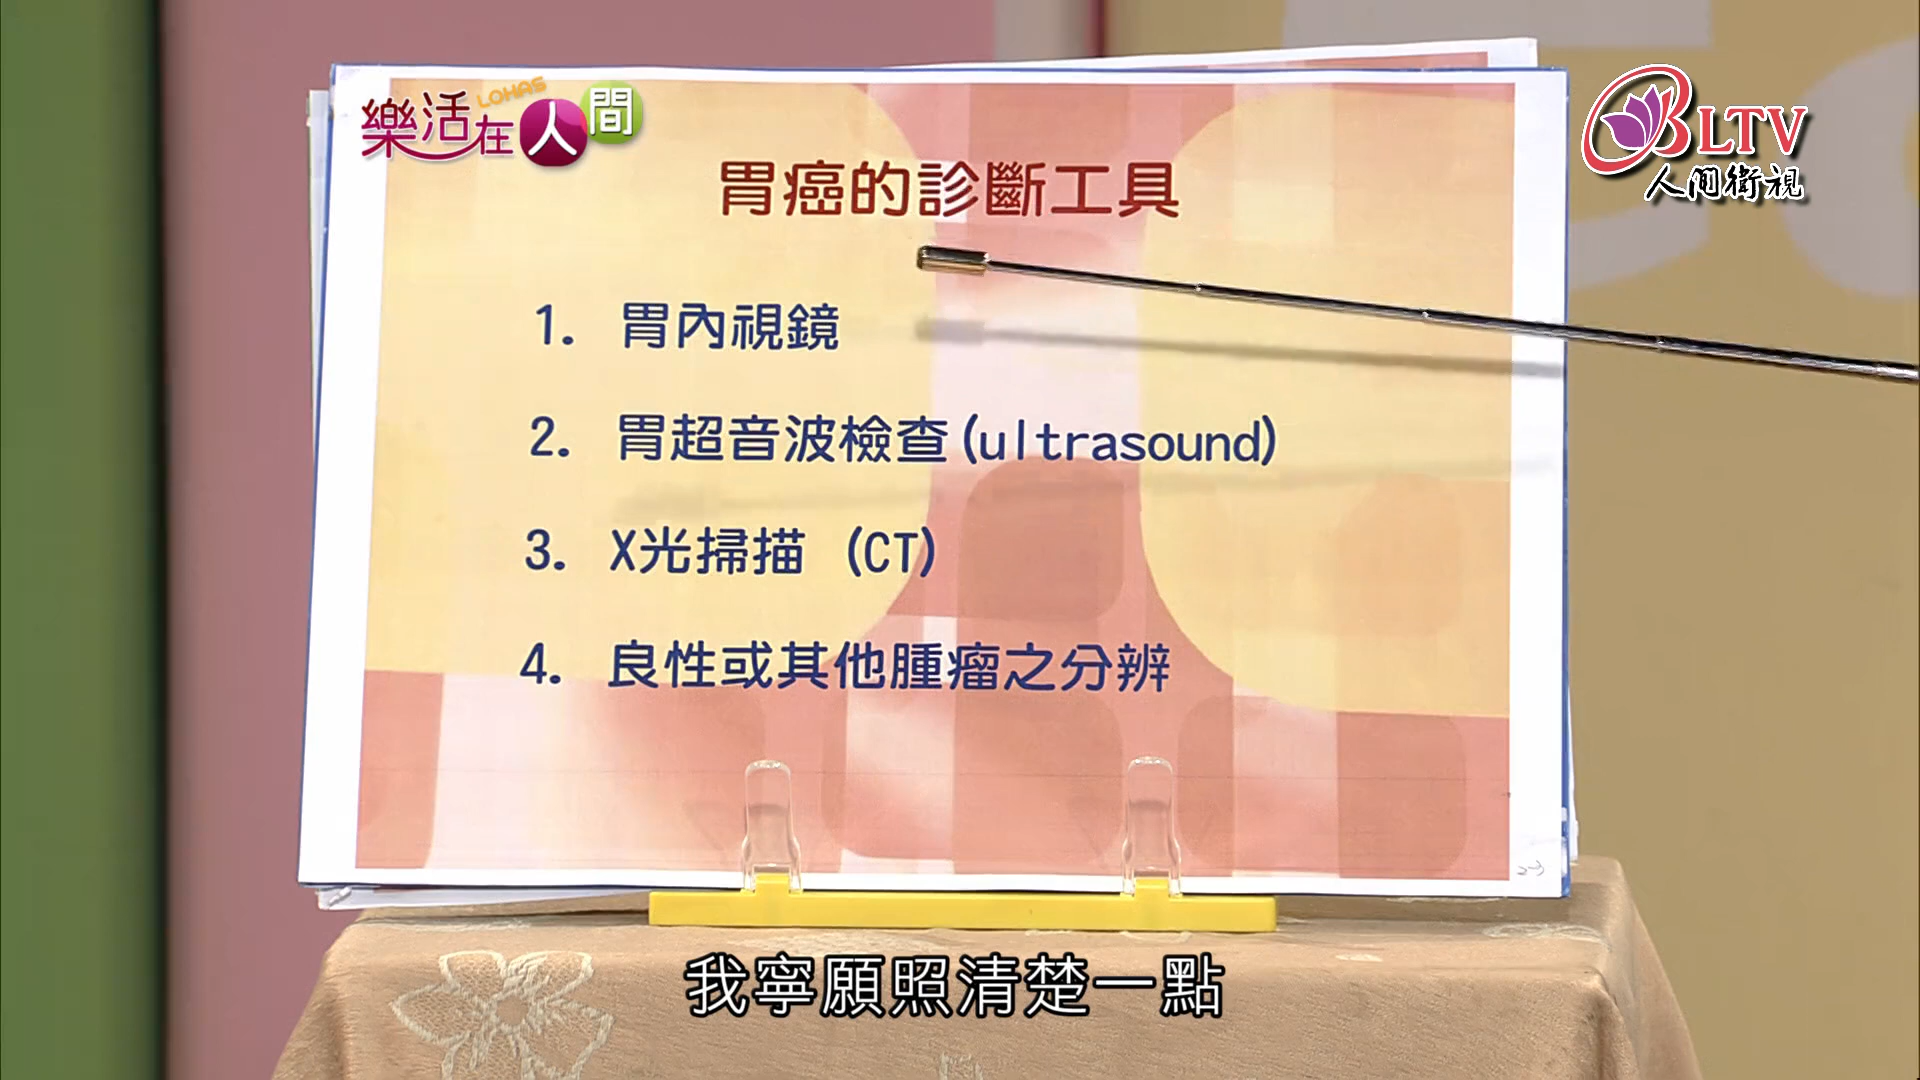 樂活在人間
LOHAS
BLTV
人間衛視
胃癌的診斷工具
1. 胃內視鏡
2. 胃超音波檢查(ultrasound)
3. X光掃描 (CT)
4. 良性或其他腫瘤之分辨
我寧願照清楚一點